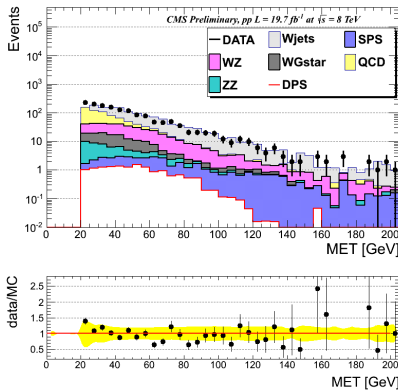 CMS Preliminary, pp L = 19.7 fb⁻¹ at √s = 8 TeV
Events
10⁵
10⁴
10³
10²
10
1
10⁻¹
10⁻²
DATA Wjets SPS
WZ WGstar QCD
ZZ DPS
0 20 40 60 80 100 120 140 160 180 200
MET [GeV]
data/MC
2.5
2
1.5
1
0.5
MET [GeV]
0 20 40 60 80 100 120 140 160 180 200
MET [GeV]